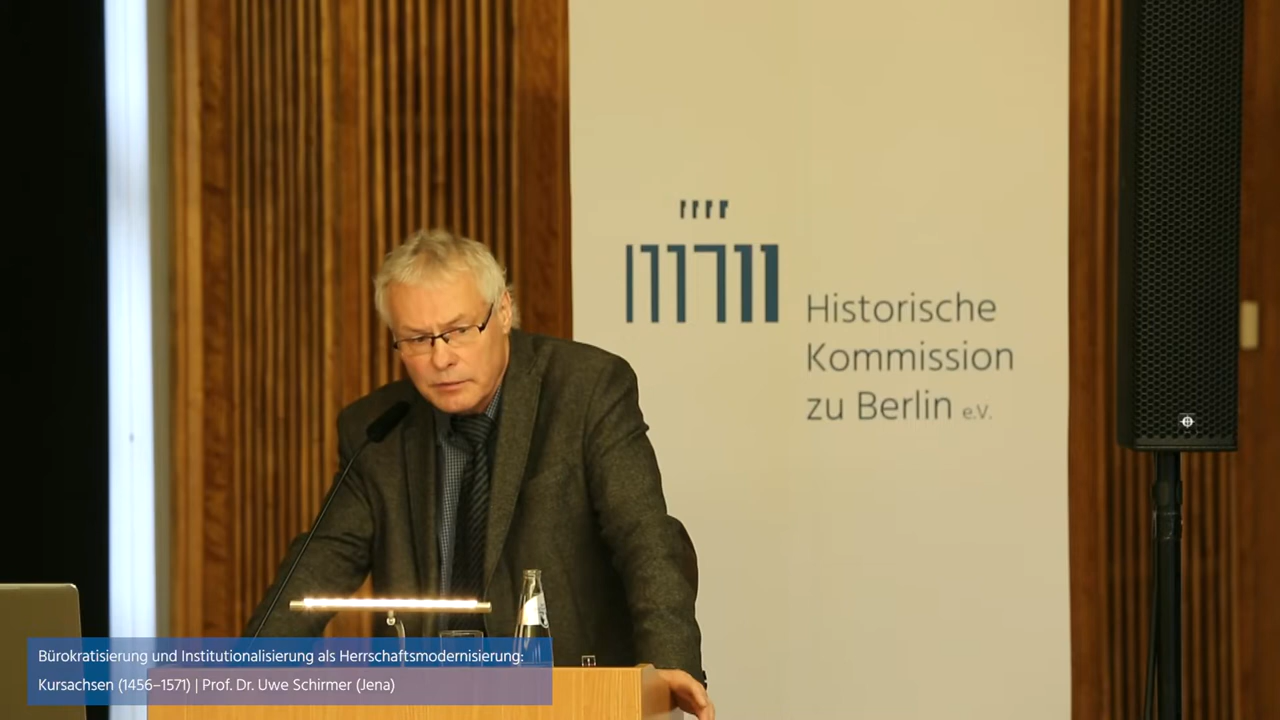 Historische
Kommission
zu Berlin e.V.
Bürokratisierung und Institutionalisierung als Herrschaftsmodernisierung:
Kursachsen (1456–1571) | Prof. Dr. Uwe Schirmer (Jena)